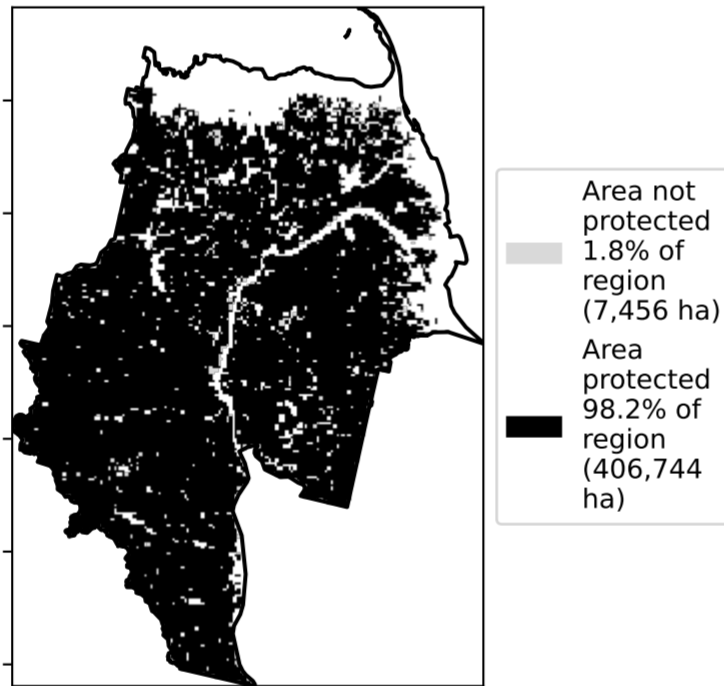 Area not
protected
1.8% of
region
(7,456 ha)
Area
protected
98.2% of
region
(406,744
ha)